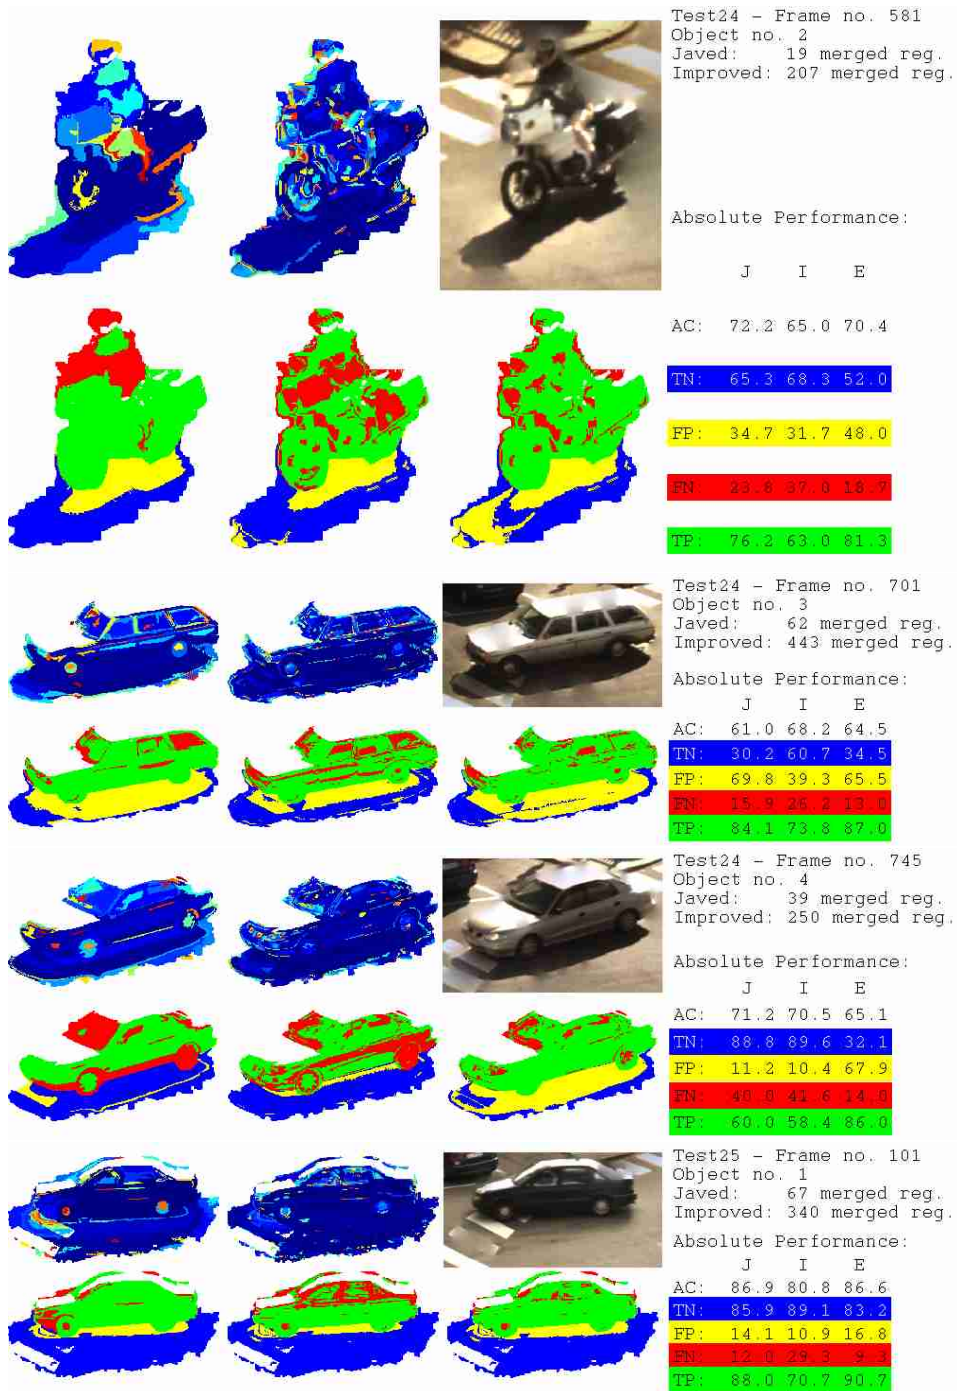 Test24 - Frame no. 581
Object no. 2
Javed: 19 merged reg.
Improved: 207 merged reg.
Absolute Performance:
J I E
AC: 72.2 65.0 70.4
TN: 65.3 68.3 52.0
FP: 34.7 31.7 48.0
FN: 23.8 37.0 18.7
TP: 76.2 63.0 81.3
Test24 - Frame no. 701
Object no. 3
Javed: 62 merged reg.
Improved: 443 merged reg.
Absolute Performance:
J I E
AC: 61.0 68.2 64.5
TN: 30.2 60.7 34.5
FP: 69.8 39.3 65.5
FN: 15.9 26.2 13.0
TP: 84.1 73.8 87.0
Test24 - Frame no. 745
Object no. 4
Javed: 39 merged reg.
Improved: 250 merged reg.
Absolute Performance:
J I E
AC: 71.2 70.5 65.1
TN: 88.8 89.6 32.1
FP: 11.2 10.4 67.9
FN: 40.0 41.6 14.0
TP: 60.0 58.4 86.0
Test25 - Frame no. 101
Object no. 1
Javed: 67 merged reg.
Improved: 340 merged reg.
Absolute Performance:
J I E
AC: 86.9 80.8 86.6
TN: 85.9 89.1 83.2
FP: 14.1 10.9 16.8
FN: 12.0 29.3 9.3
TP: 88.0 70.7 90.7